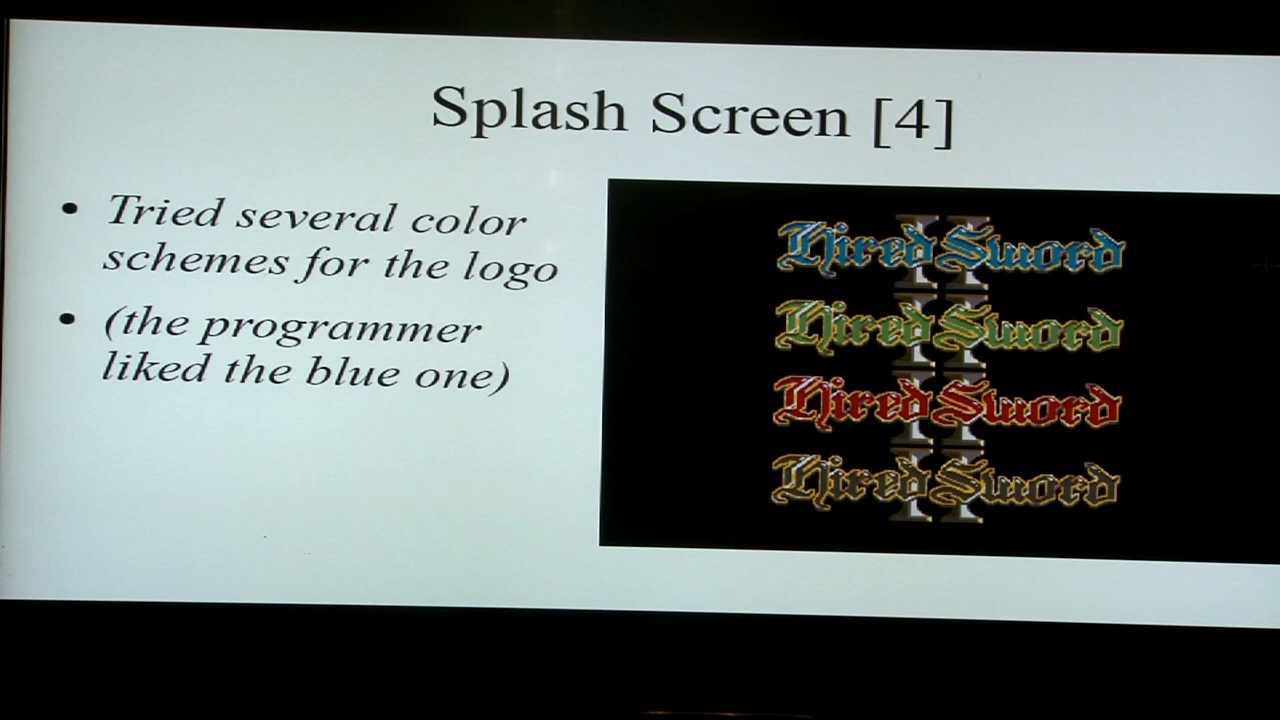 Splash Screen [4]
• Tried several color
schemes for the logo
• (the programmer
liked the blue one)
Hired Sword II
Hired Sword II
Hired Sword II
Hired Sword II